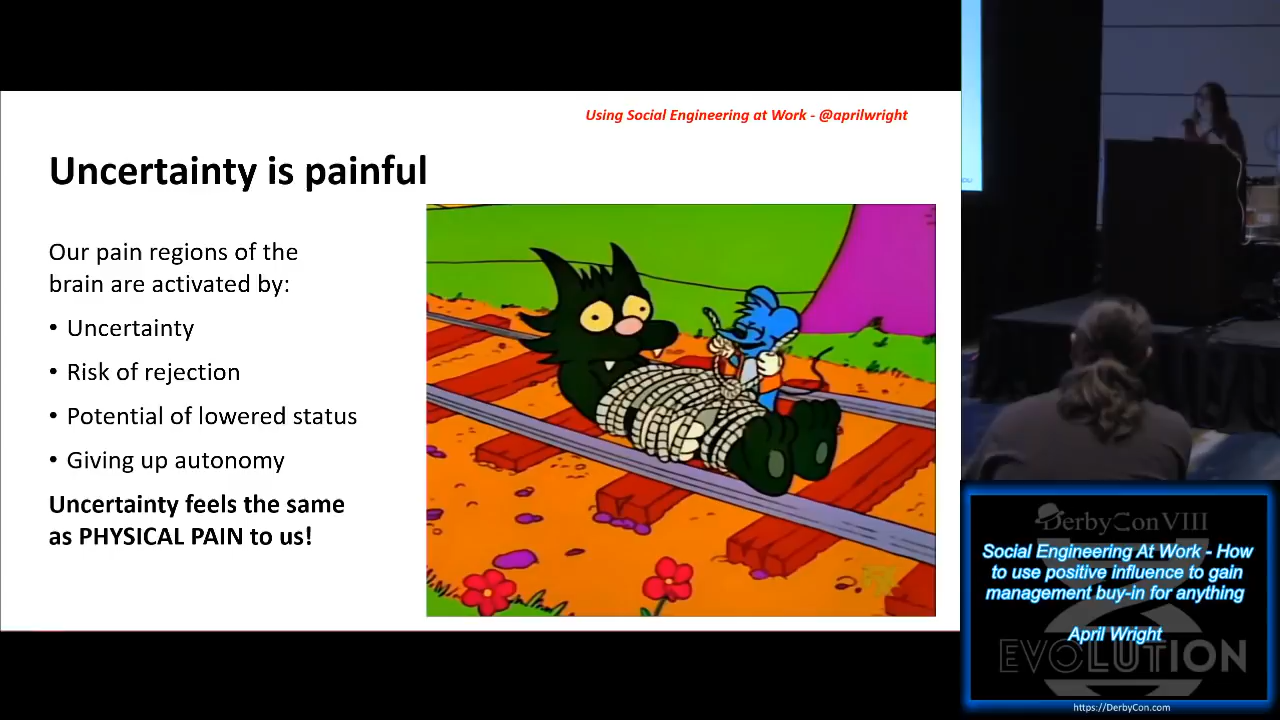 Using Social Engineering at Work - @aprilwright
Uncertainty is painful
Our pain regions of the
brain are activated by:
• Uncertainty
• Risk of rejection
• Potential of lowered status
• Giving up autonomy
Uncertainty feels the same
as PHYSICAL PAIN to us!
DerbyCon VIII
Social Engineering At Work - How
to use positive influence to gain
management buy-in for anything
April Wright
EVOLUTION
https://DerbyCon.com